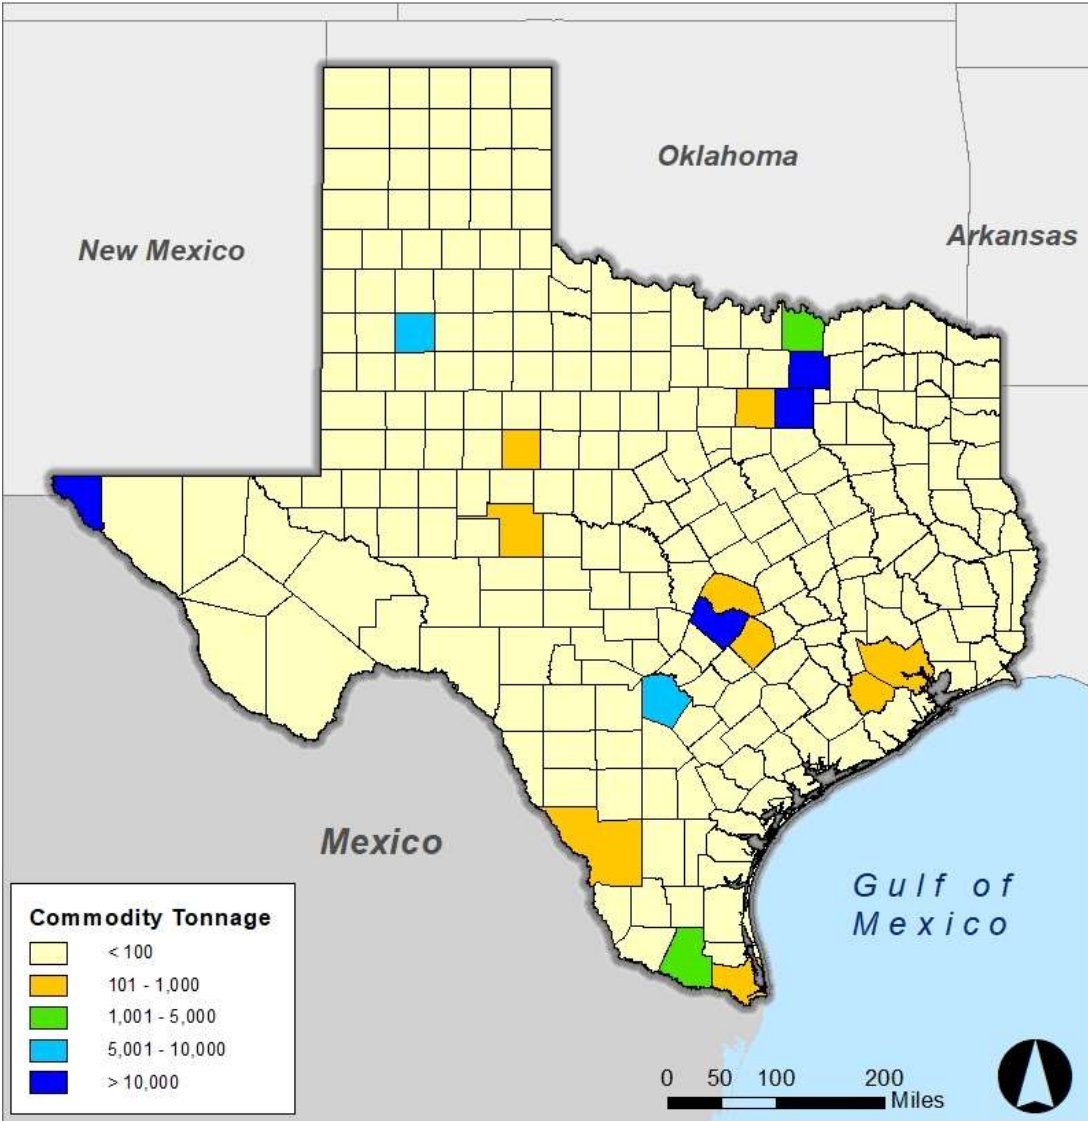 Oklahoma
Arkansas
New Mexico
Mexico
Gulf of
Mexico
Commodity Tonnage
< 100
101 - 1,000
1,001 - 5,000
5,001 - 10,000
> 10,000
0 50 100 200
Miles